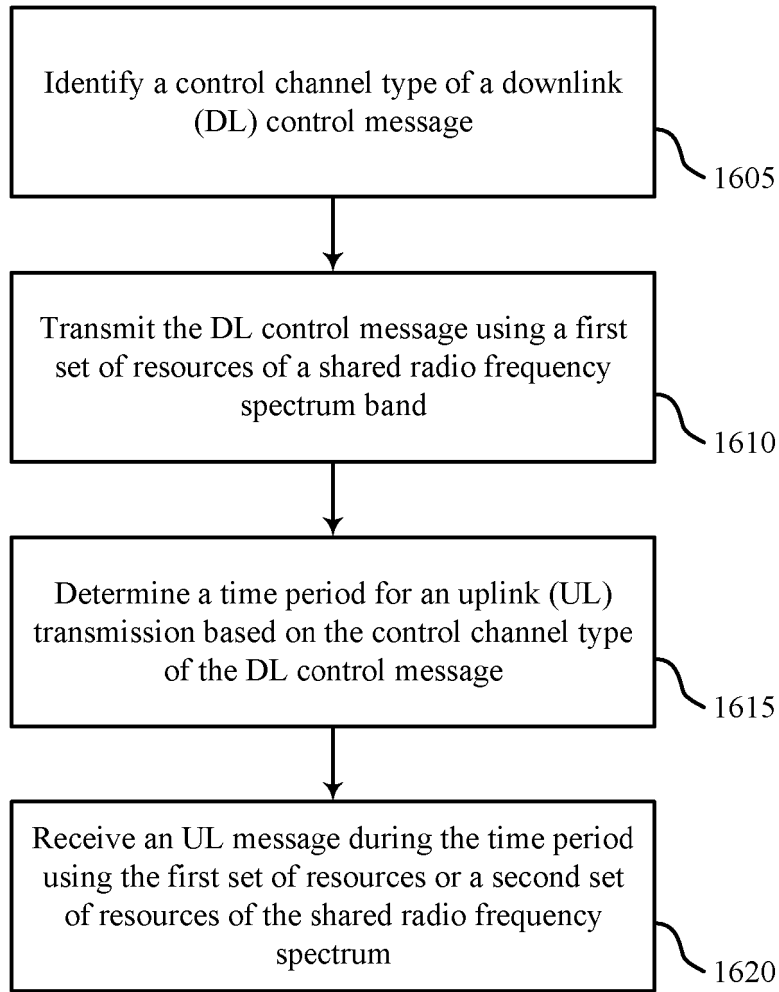 Identify a control channel type of a downlink
(DL) control message
1605
Transmit the DL control message using a first
set of resources of a shared radio frequency
spectrum band
1610
Determine a time period for an uplink (UL)
transmission based on the control channel type
of the DL control message
1615
Receive an UL message during the time period
using the first set of resources or a second set
of resources of the shared radio frequency
spectrum
1620